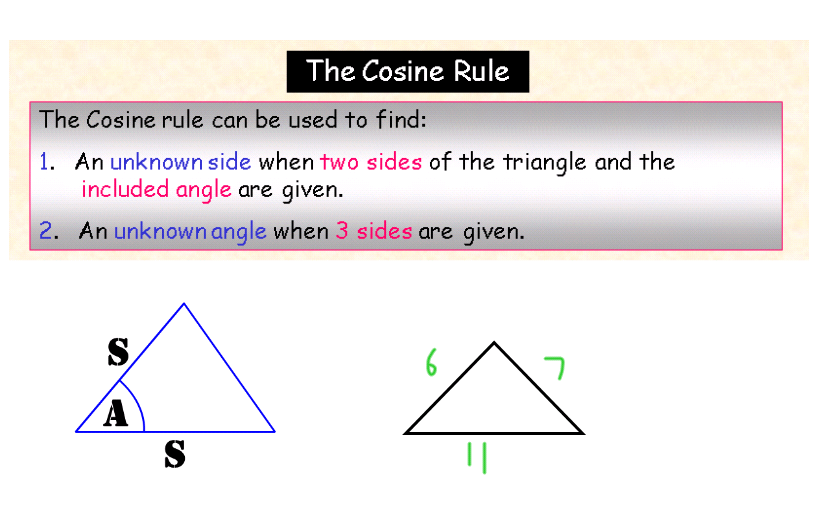 The Cosine Rule
The Cosine rule can be used to find:
1. An unknown side when two sides of the triangle and the
included angle are given.
2. An unknown angle when 3 sides are given.
S
A
S
6
7
11